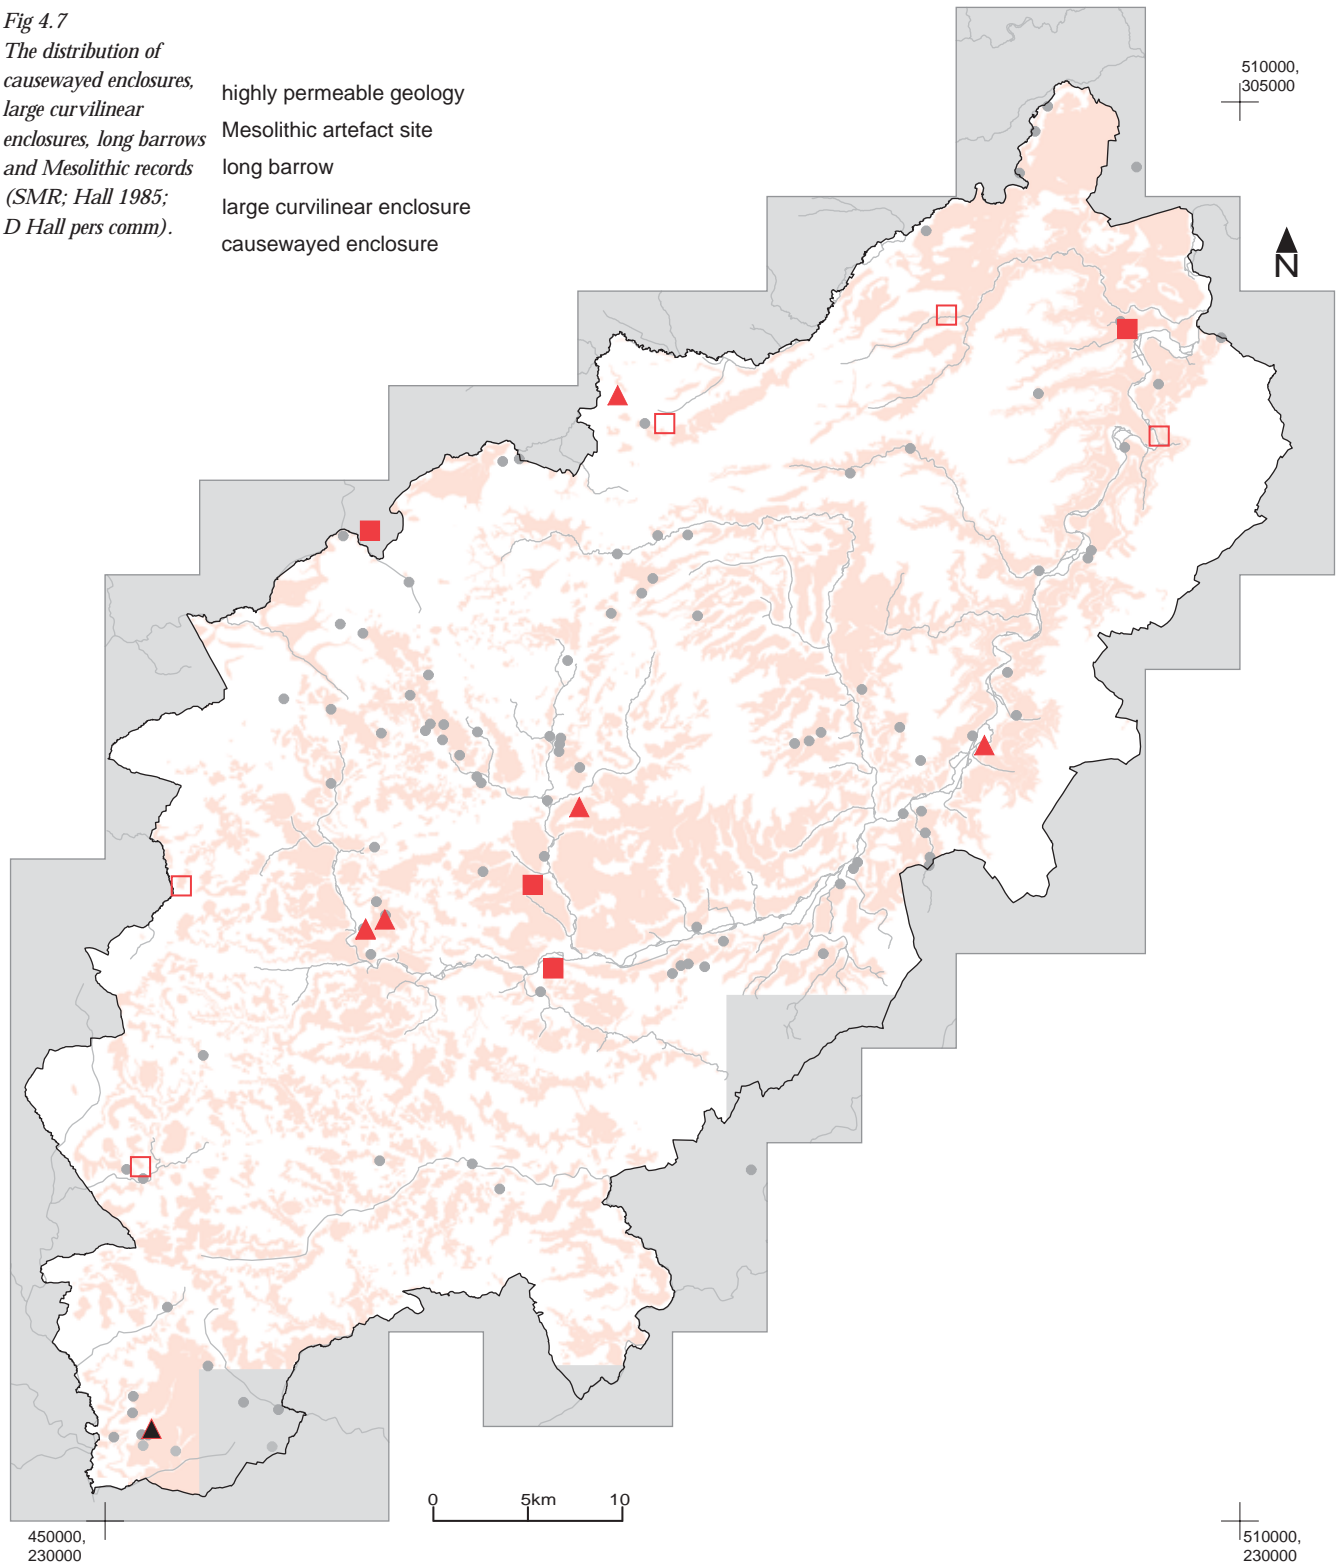 Fig 4.7
The distribution of
causewayed enclosures,
large curvilinear
enclosures, long barrows
and Mesolithic records
(SMR; Hall 1985;
D Hall pers comm).
highly permeable geology
Mesolithic artefact site
long barrow
large curvilinear enclosure
causewayed enclosure
510000,
305000
N
0 5km 10
450000,
230000
510000,
230000